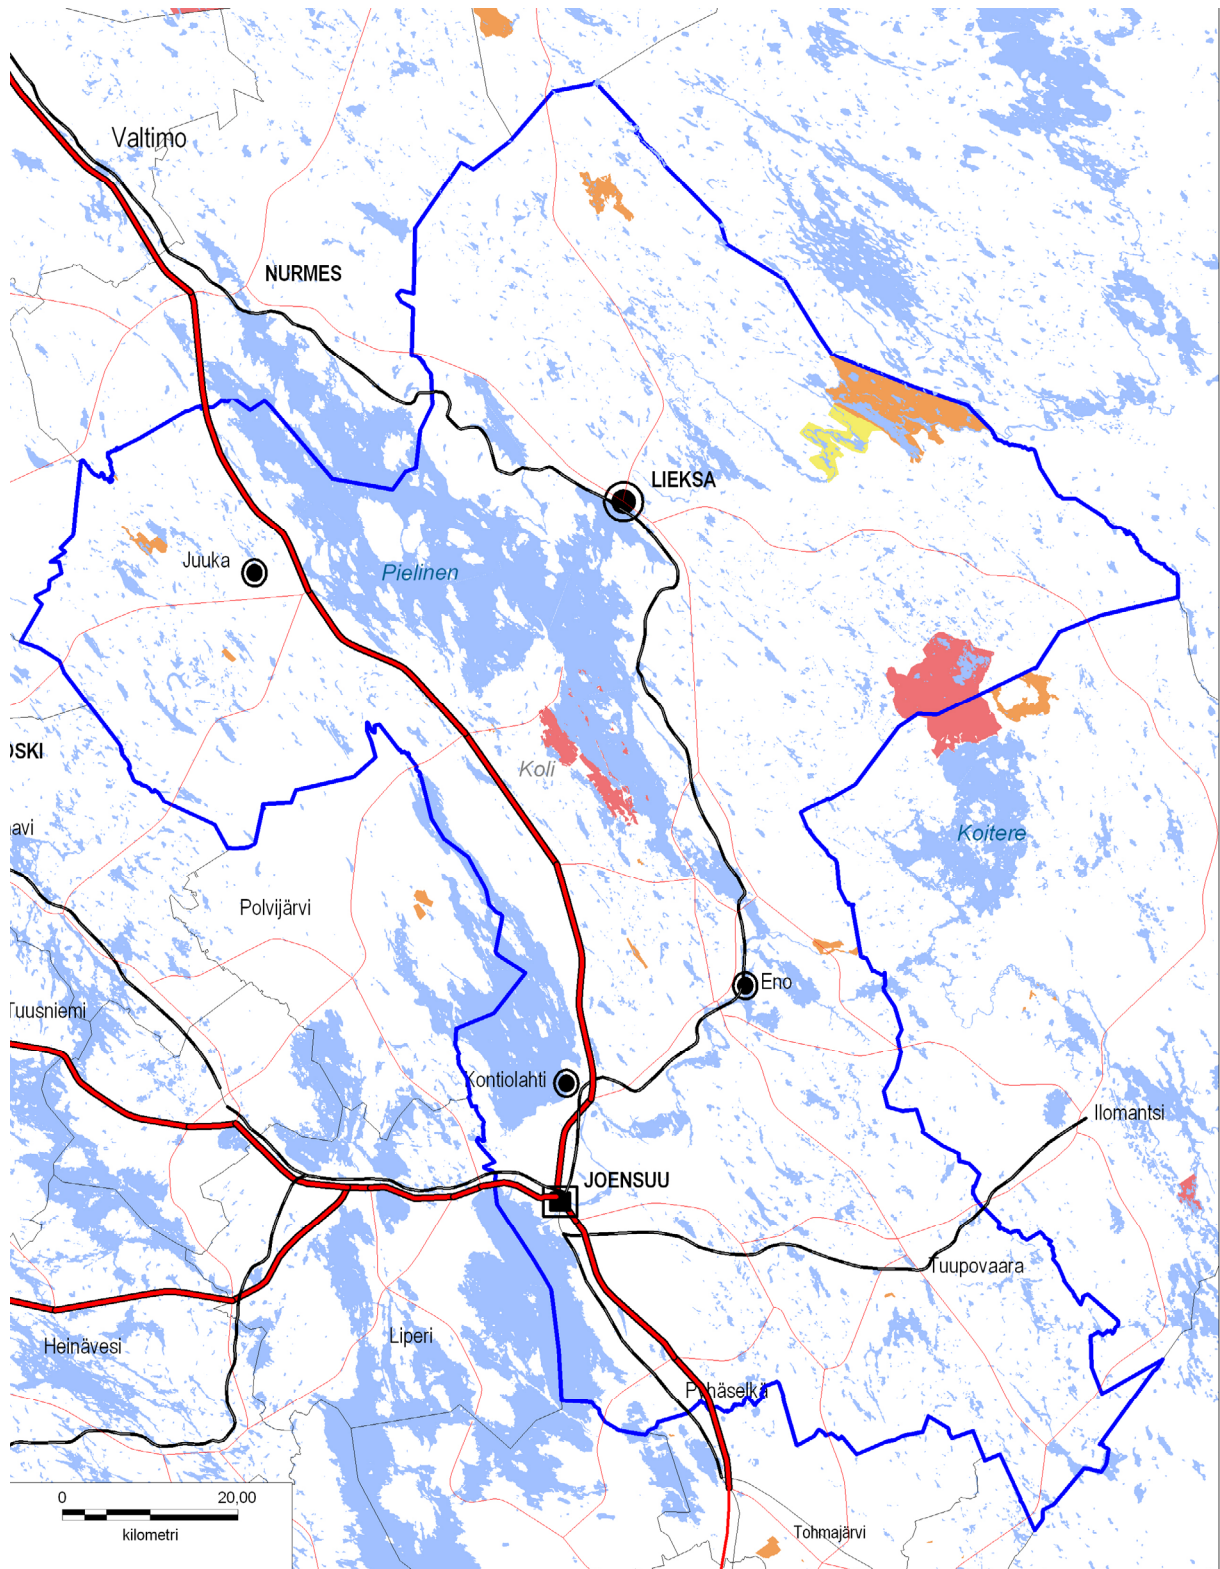 Valtimo
NURMES
LIEKSA
Juuka
Pielinen
OSKI
Koli
avi
Koitere
Polvijärvi
Eno
Tuusniemi
Kontiolahti
Ilomantsi
JOENSUU
Tuupovaara
Liperi
Heinävesi
Pyhäselkä
0 20,00
kilometri
Tohmajärvi